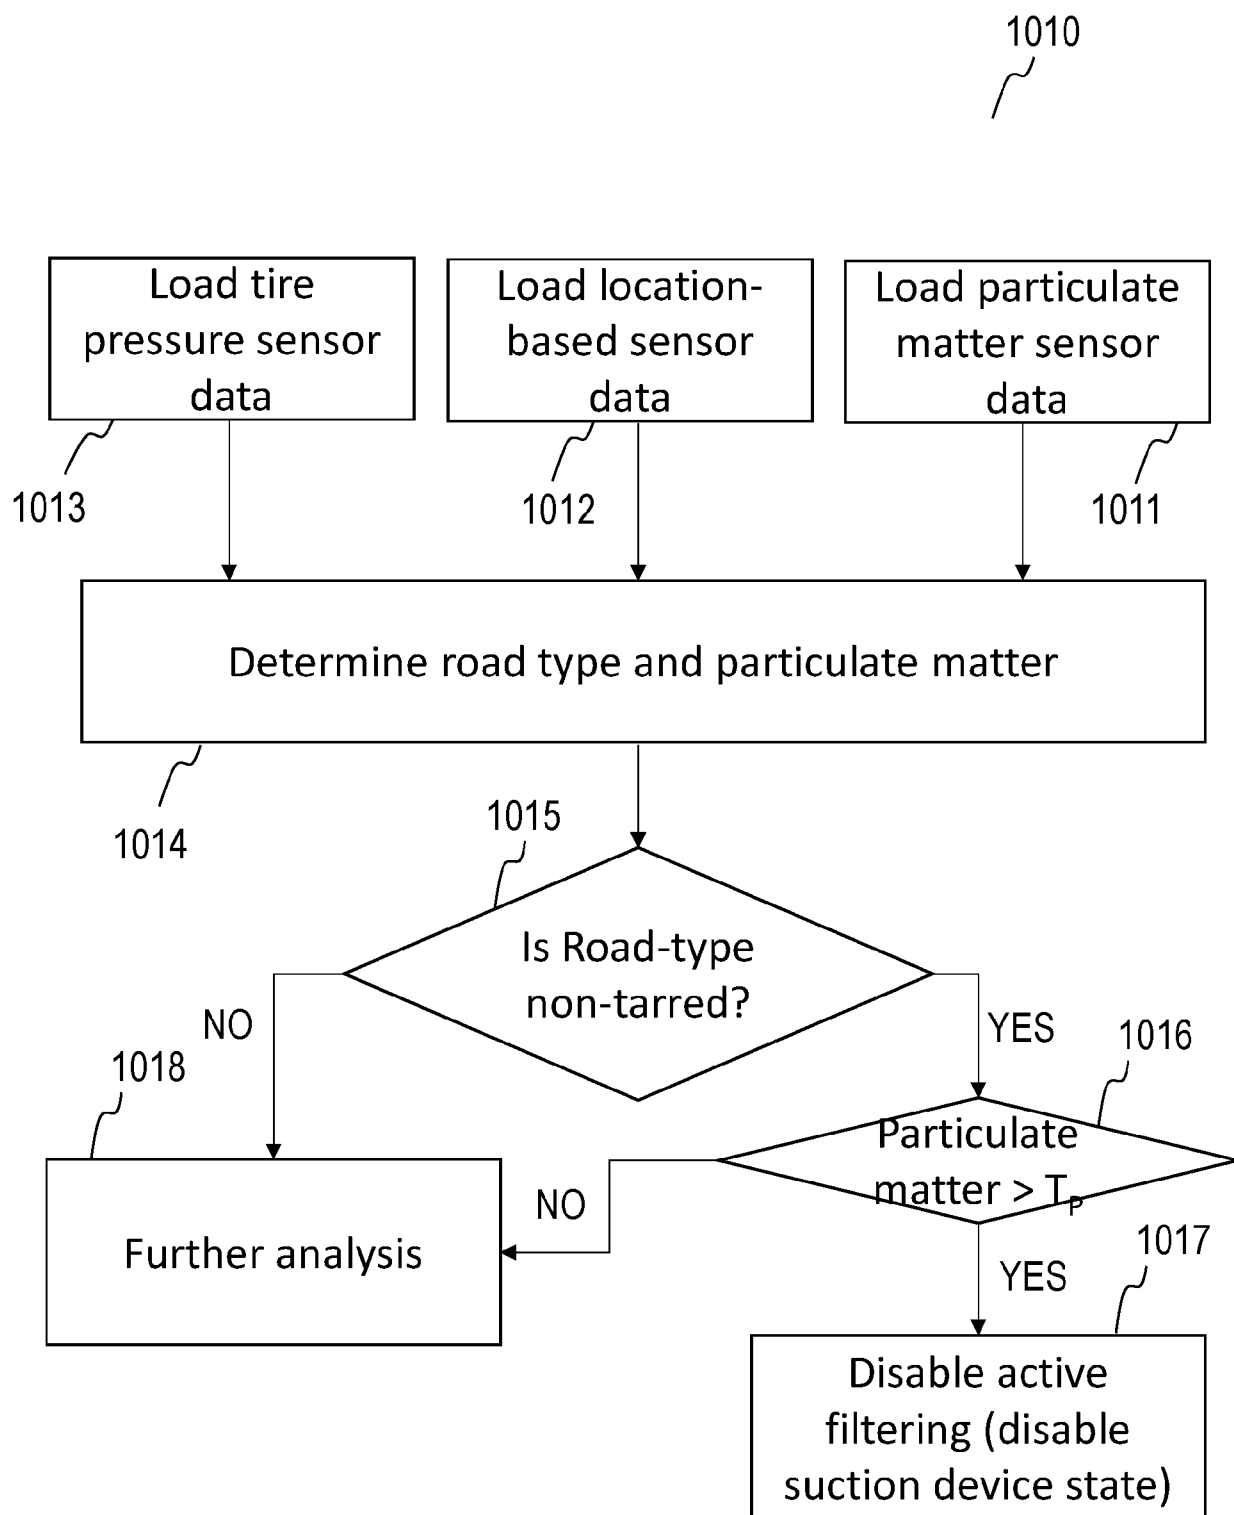 1010
Load tire
pressure sensor
data
Load location-
based sensor
data
Load particulate
matter sensor
data
1013
1012
1011
Determine road type and particulate matter
1014
1015
Is Road-type
non-tarred?
NO
YES
1018
1016
Particulate
matter > TP
NO
Further analysis
YES
1017
Disable active
filtering (disable
suction device state)